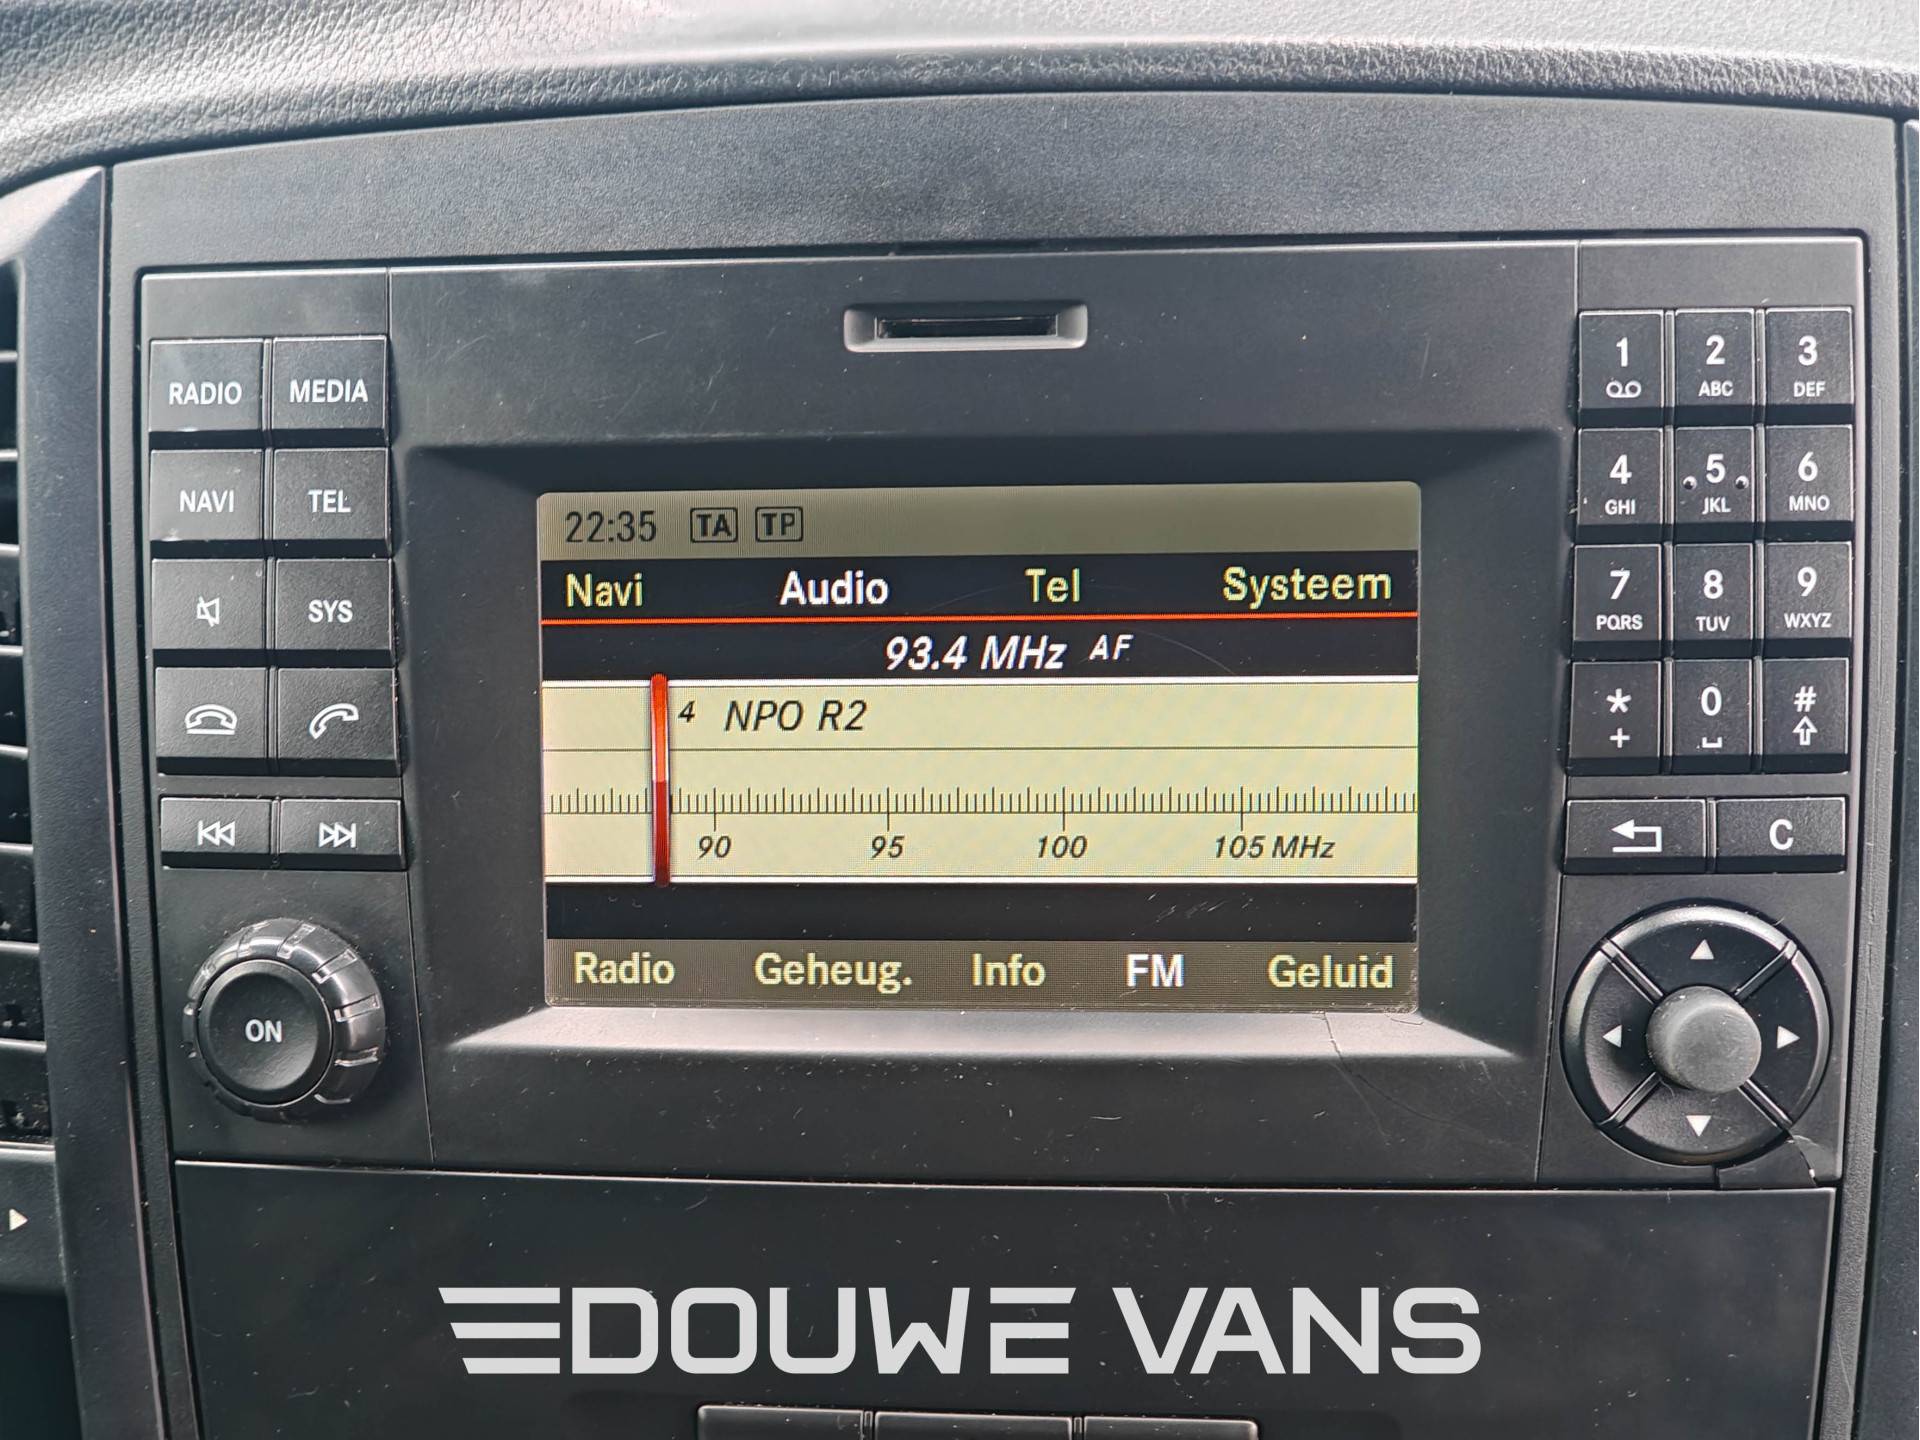 RADIO MEDIA
NAVI TEL
SYS
ON
22:35 TA TP
Navi Audio Tel Systeem
93.4 MHz AF
4 NPO R2
90 95 100 105 MHz
Radio Geheug. Info FM Geluid
1 2 3
ABC DEF
4 5 6
GHI JKL MNO
7 8 9
PQRS TUV WXYZ
* 0 #
+
C
DOUWE VANS